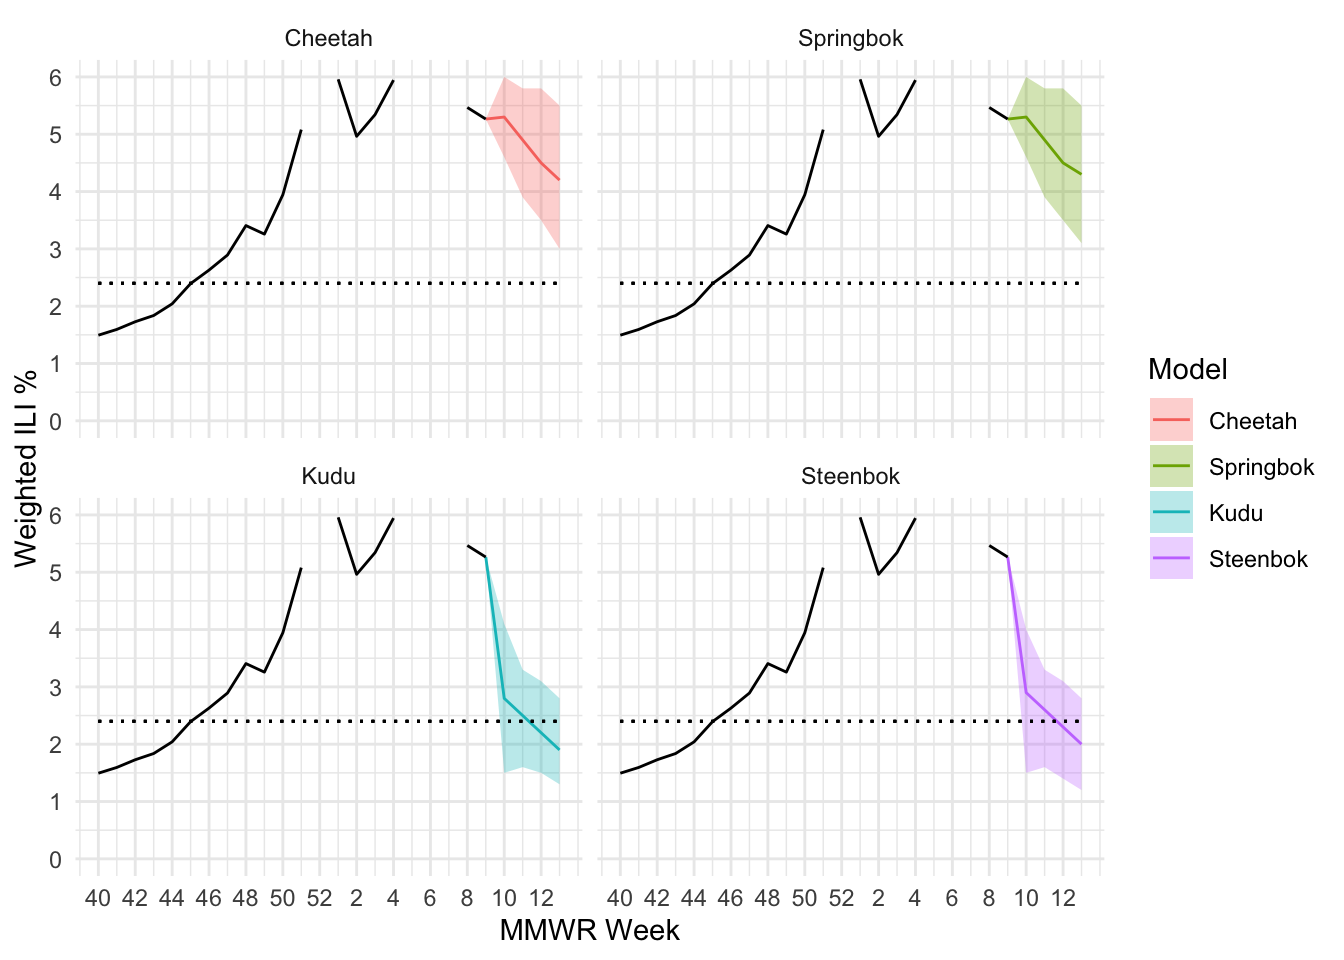 Cheetah Springbok
6
5
4
3
2
1
0
Weighted ILI %
Kudu Steenbok
6
5
4
3
2
1
0
40 42 44 46 48 50 52 2 4 6 8 10 12 40 42 44 46 48 50 52 2 4 6 8 10 12
MMWR Week
Model
Cheetah
Springbok
Kudu
Steenbok